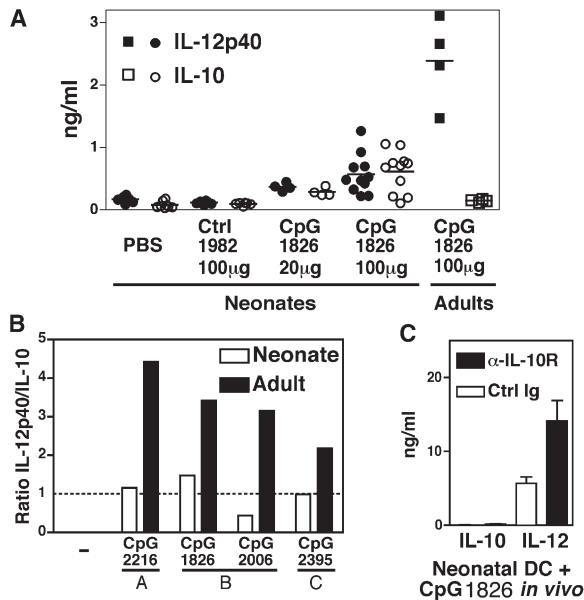 A
ng/ml
3
2
1
0
IL-12p40
IL-10
PBS
Ctrl
1982
100µg
CpG
1826
20µg
CpG
1826
100µg
CpG
1826
100µg
Neonates
Adults
B
Ratio IL-12p40/IL-10
5
4
3
2
1
0
Neonate
Adult
–
CpG
2216
CpG
1826
CpG
2006
CpG
2395
A
B
C
C
ng/ml
20
10
0
α-IL-10R
Ctrl Ig
IL-10 IL-12
Neonatal DC +
CpG1826 in vivo